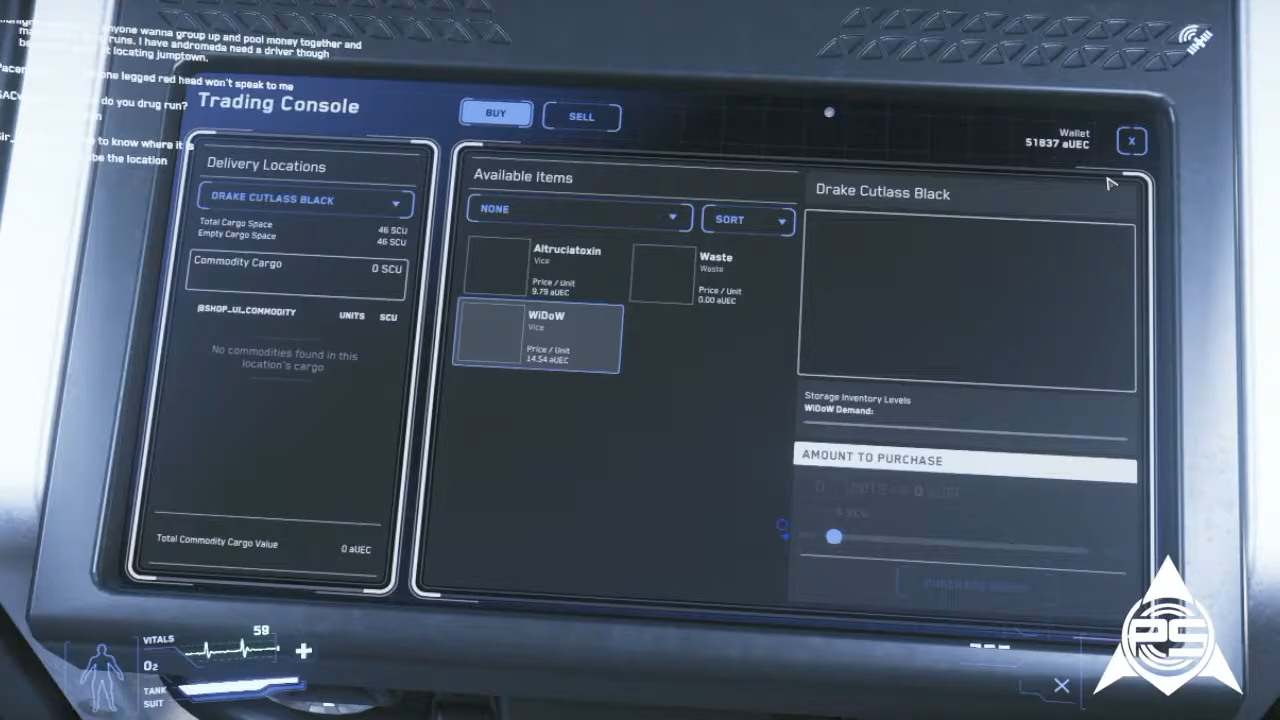 anyone wanna group up and pool money together and
runs. I have andromeda need a driver though
locating jumptown.
one legged red head won't speak to me
do you drug run?
to know where it is
the location
Trading Console
BUY
SELL
Wallet
51837 aUEC
X
Delivery Locations
DRAKE CUTLASS BLACK
Total Cargo Space 46 SCU
Empty Cargo Space 46 SCU
Commodity Cargo 0 SCU
@SHOP_UI_COMMODITY UNITS SCU
No commodities found in this
location's cargo
Total Commodity Cargo Value 0 aUEC
Available Items
NONE
SORT
Altruciatoxin
Vice
Price / Unit
9.79 aUEC
Waste
Waste
Price / Unit
0.00 aUEC
WiDoW
Vice
Price / Unit
14.54 aUEC
Drake Cutlass Black
Storage Inventory Levels
WiDoW Demand:
AMOUNT TO PURCHASE
0 UNITS FOR 0 aUEC
VITALS
59
O2
TANK
SUIT